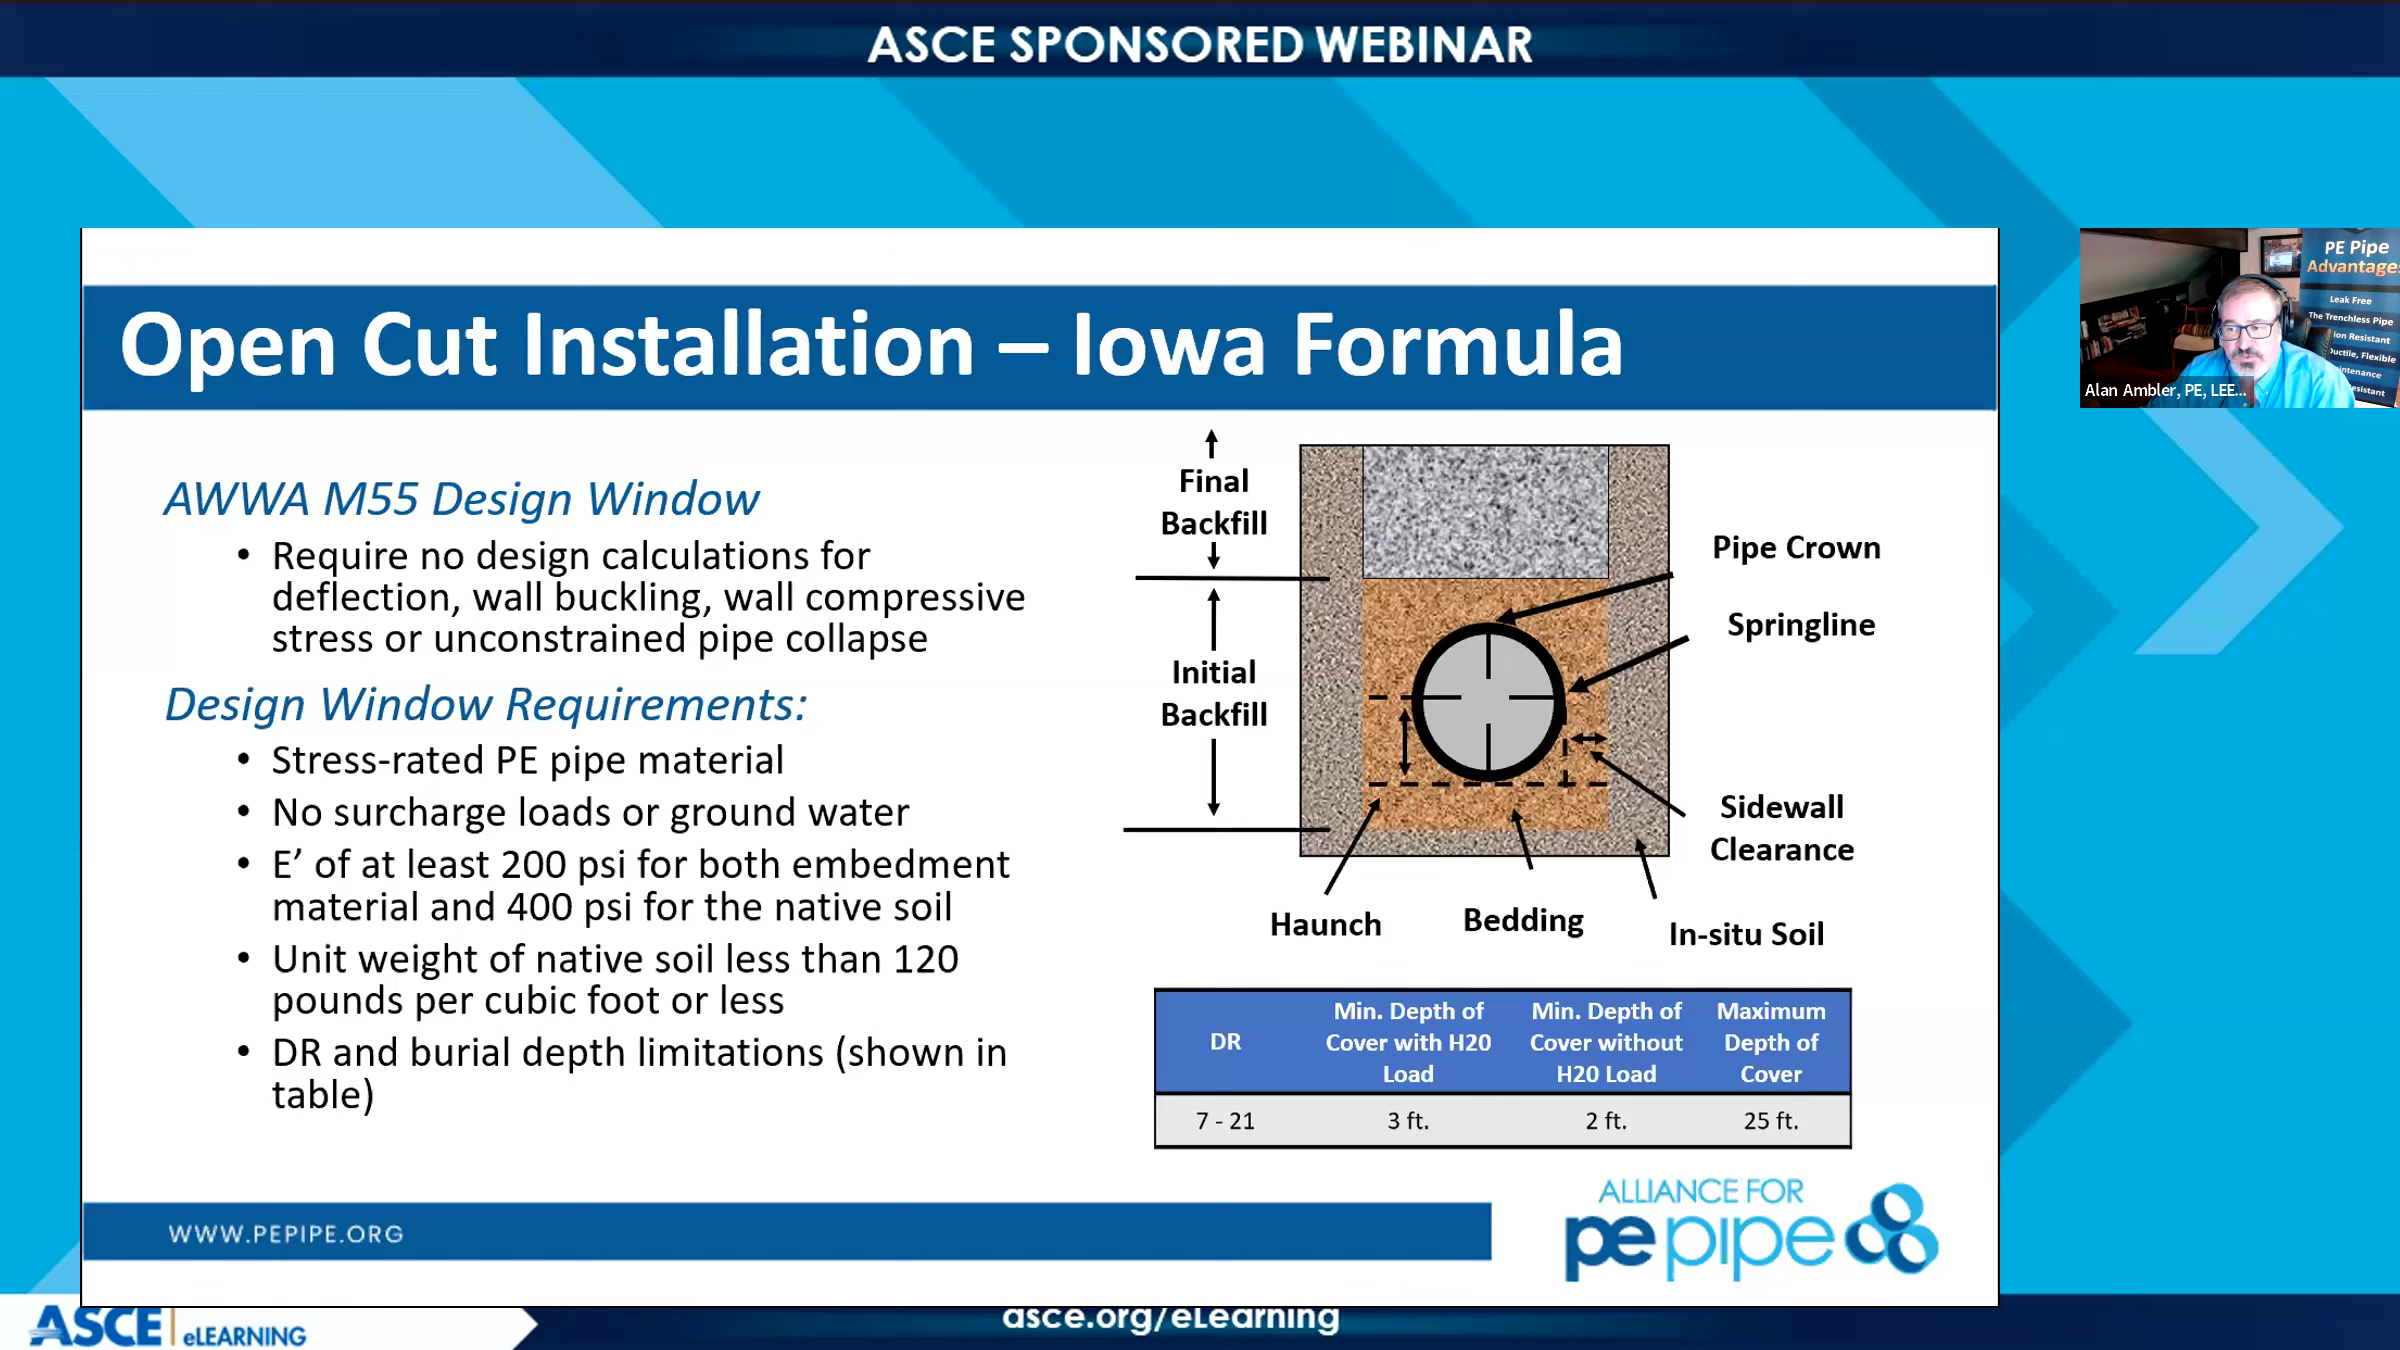 ASCE SPONSORED WEBINAR
Open Cut Installation – Iowa Formula
AWWA M55 Design Window
• Require no design calculations for
deflection, wall buckling, wall compressive
stress or unconstrained pipe collapse
Design Window Requirements:
• Stress-rated PE pipe material
• No surcharge loads or ground water
• E’ of at least 200 psi for both embedment
material and 400 psi for the native soil
• Unit weight of native soil less than 120
pounds per cubic foot or less
• DR and burial depth limitations (shown in
table)
Final
Backfill
Initial
Backfill
Pipe Crown
Springline
Sidewall
Clearance
Haunch
Bedding
In-situ Soil
DR
Min. Depth of
Cover with H20
Load
Min. Depth of
Cover without
H20 Load
Maximum
Depth of
Cover
7 - 21
3 ft.
2 ft.
25 ft.
WWW.PEPIPE.ORG
ALLIANCE FOR
pepipe
PE Pipe
Advantage
Leak Free
The Trenchless Pipe
ion Resistant
Ductile, Flexible
intenance
esistant
Alan Ambler, PE, LEE...
ASCE eLEARNING
asce.org/eLearning